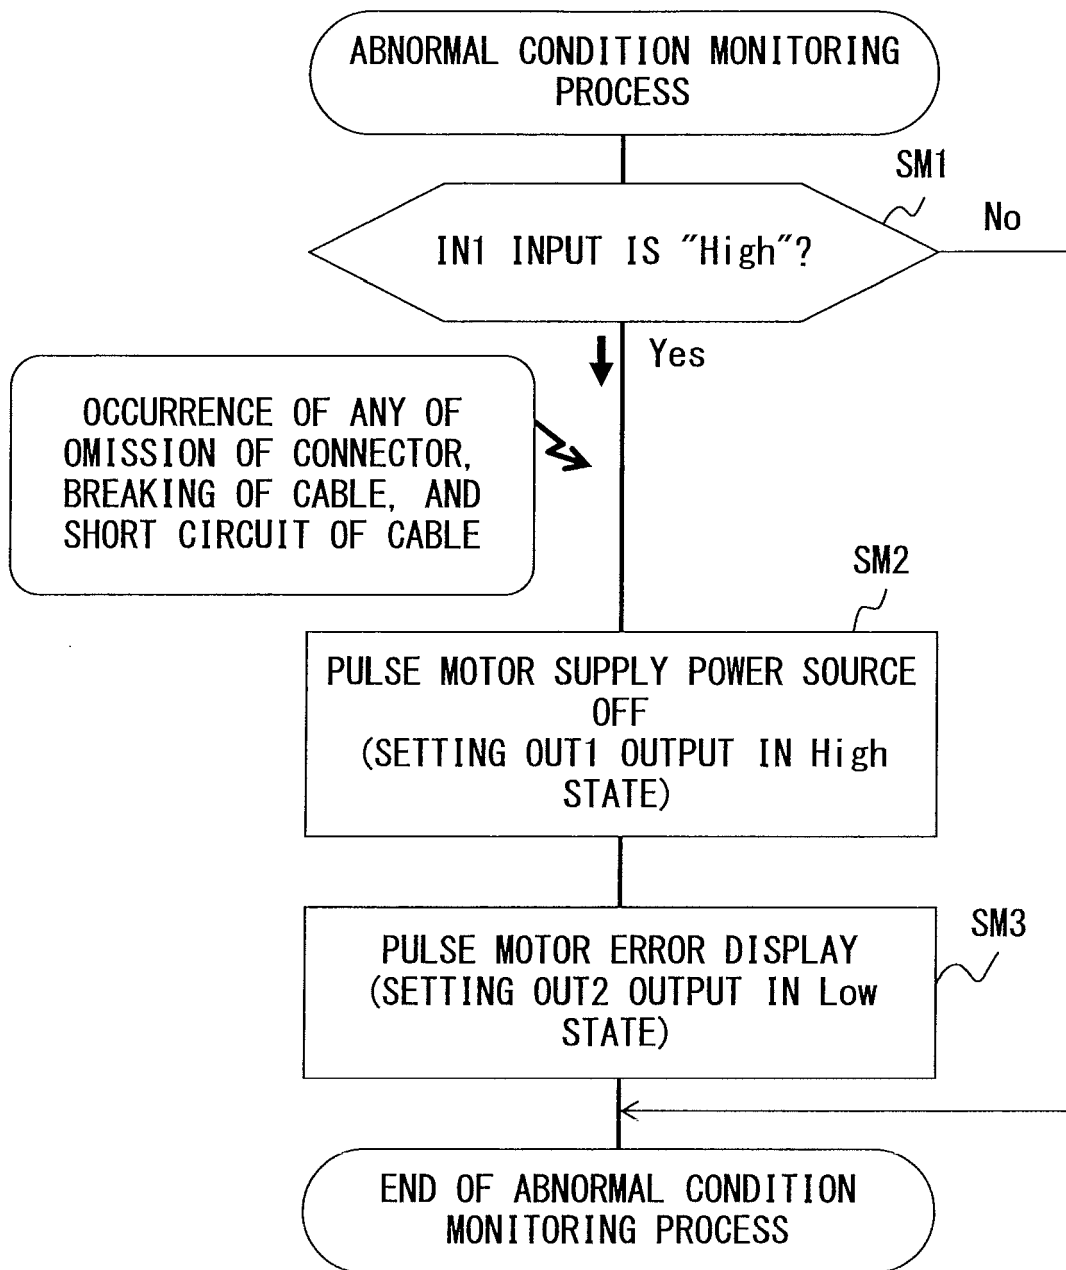 ABNORMAL CONDITION MONITORING
PROCESS
SM1
No
IN1 INPUT IS "High"?
Yes
OCCURRENCE OF ANY OF
OMISSION OF CONNECTOR,
BREAKING OF CABLE, AND
SHORT CIRCUIT OF CABLE
SM2
PULSE MOTOR SUPPLY POWER SOURCE
OFF
(SETTING OUT1 OUTPUT IN High
STATE)
SM3
PULSE MOTOR ERROR DISPLAY
(SETTING OUT2 OUTPUT IN Low
STATE)
END OF ABNORMAL CONDITION
MONITORING PROCESS